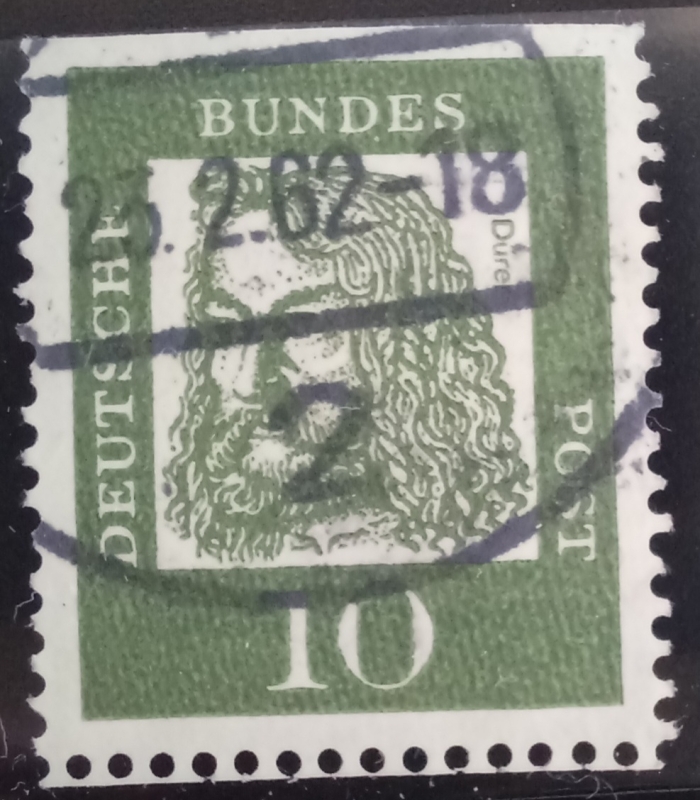 BUNDES
DEUTSCHE
POST
Dürer
10
25. 2.62-18
2